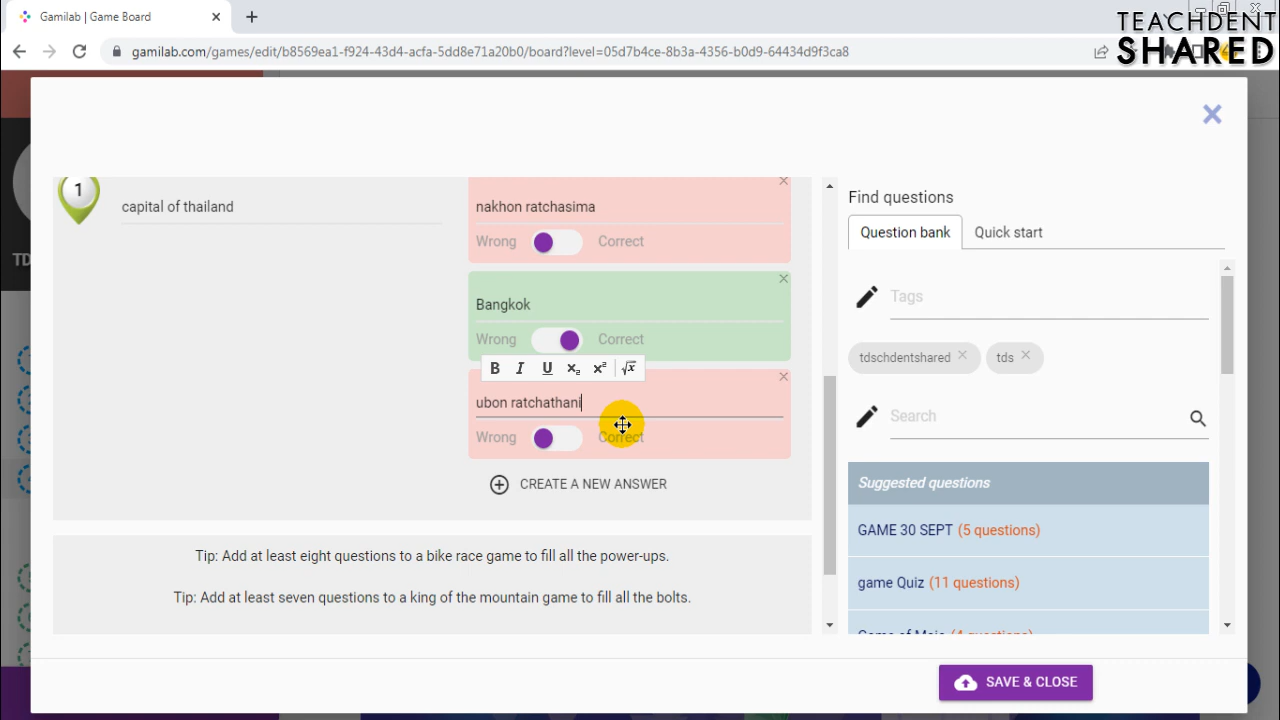 Gamilab | Game Board
TEACHDENT
SHARED
gamilab.com/games/edit/b8569ea1-f924-43d4-acfa-5dd8e71a20b0/board?level=05d7b4ce-8b3a-4356-b0d9-64434d9f3ca8
1
capital of thailand
nakhon ratchasima
Wrong Correct
Bangkok
Wrong Correct
B I U x₂ x² √x
ubon ratchathani
Wrong Correct
CREATE A NEW ANSWER
Tip: Add at least eight questions to a bike race game to fill all the power-ups.
Tip: Add at least seven questions to a king of the mountain game to fill all the bolts.
Find questions
Question bank Quick start
Tags
tdschdentshared tds
Search
Suggested questions
GAME 30 SEPT (5 questions)
game Quiz (11 questions)
SAVE & CLOSE
TD